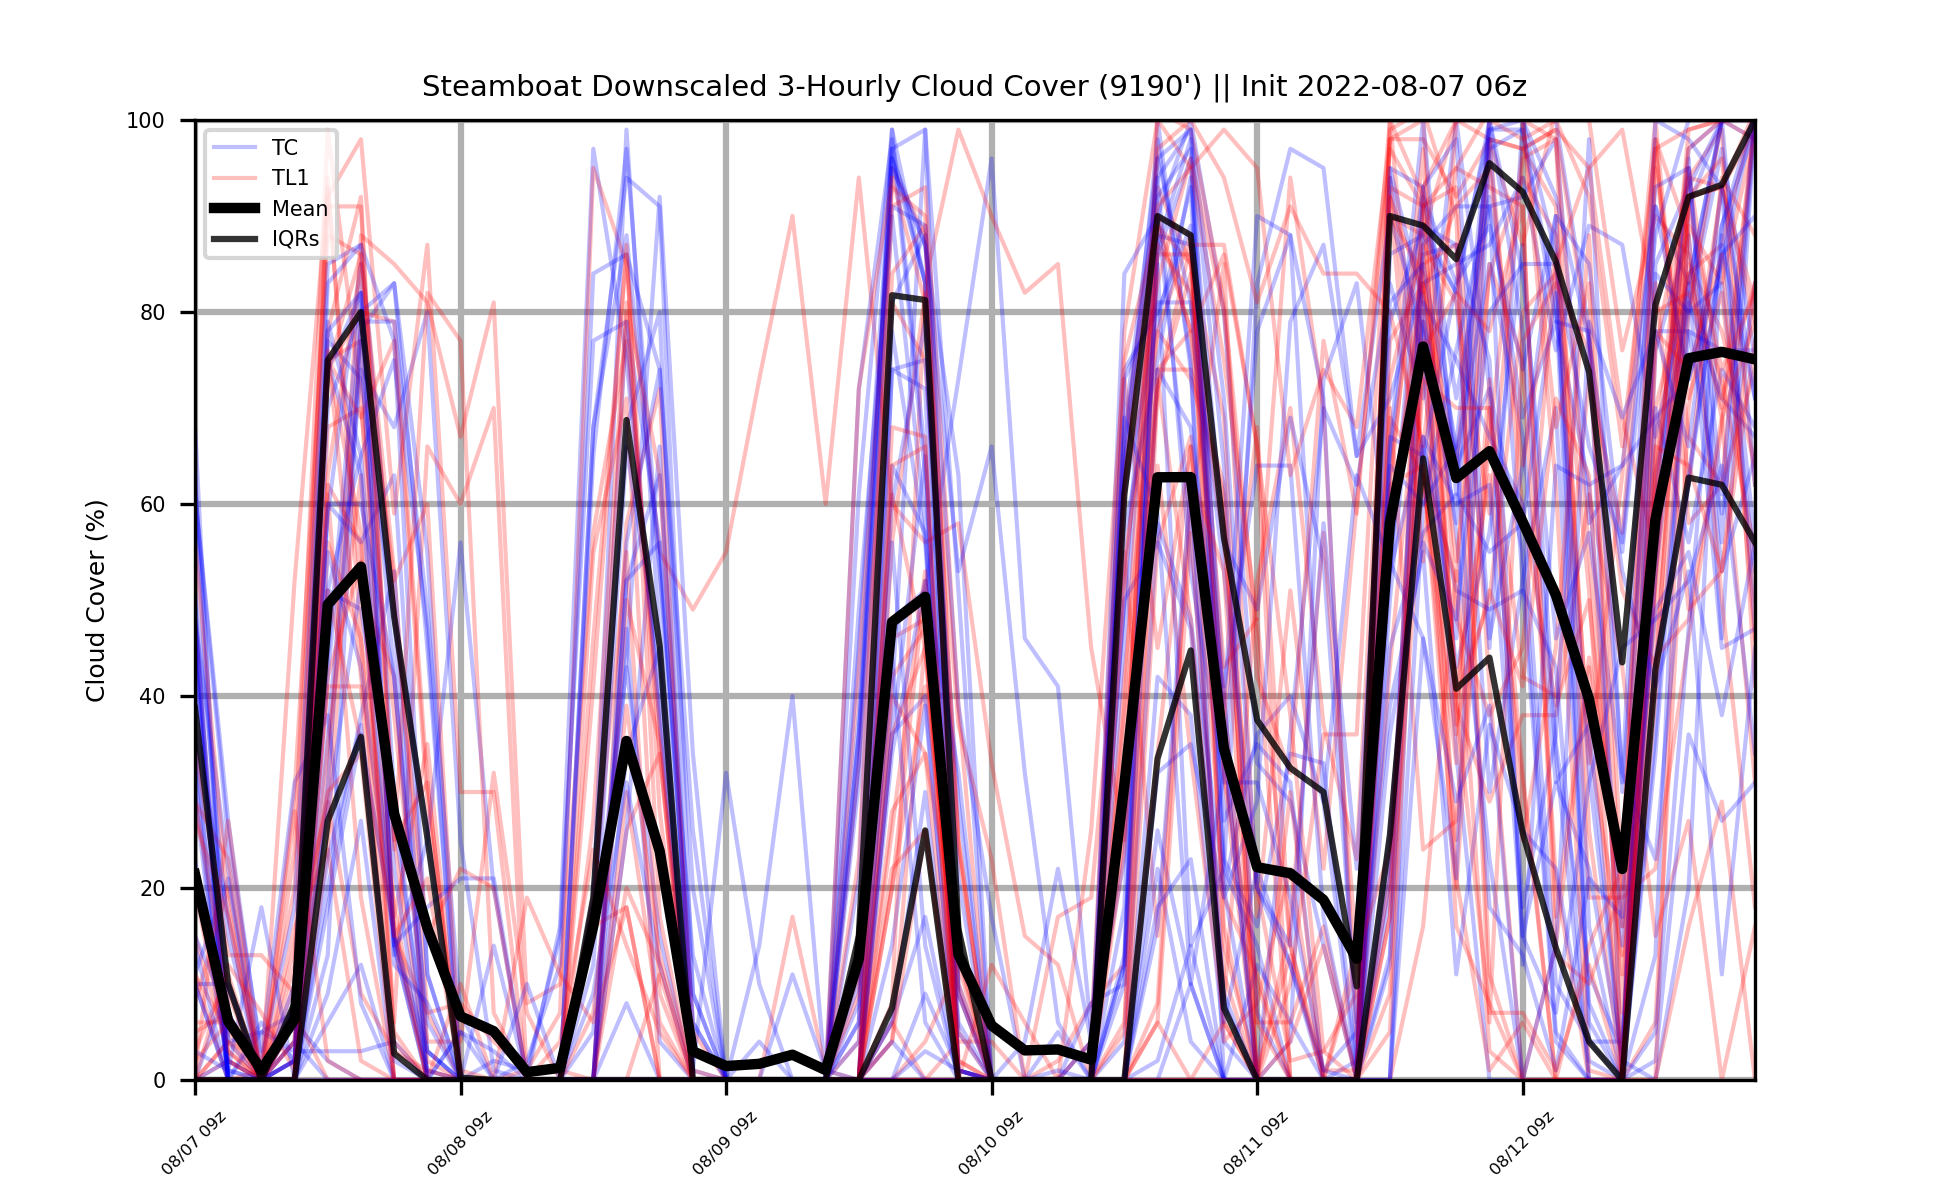 Steamboat Downscaled 3-Hourly Cloud Cover (9190') || Init 2022-08-07 06z
Cloud Cover (%)
100
80
60
40
20
0
TC
TL1
Mean
IQRs
08/07 09z
08/08 09z
08/09 09z
08/10 09z
08/11 09z
08/12 09z